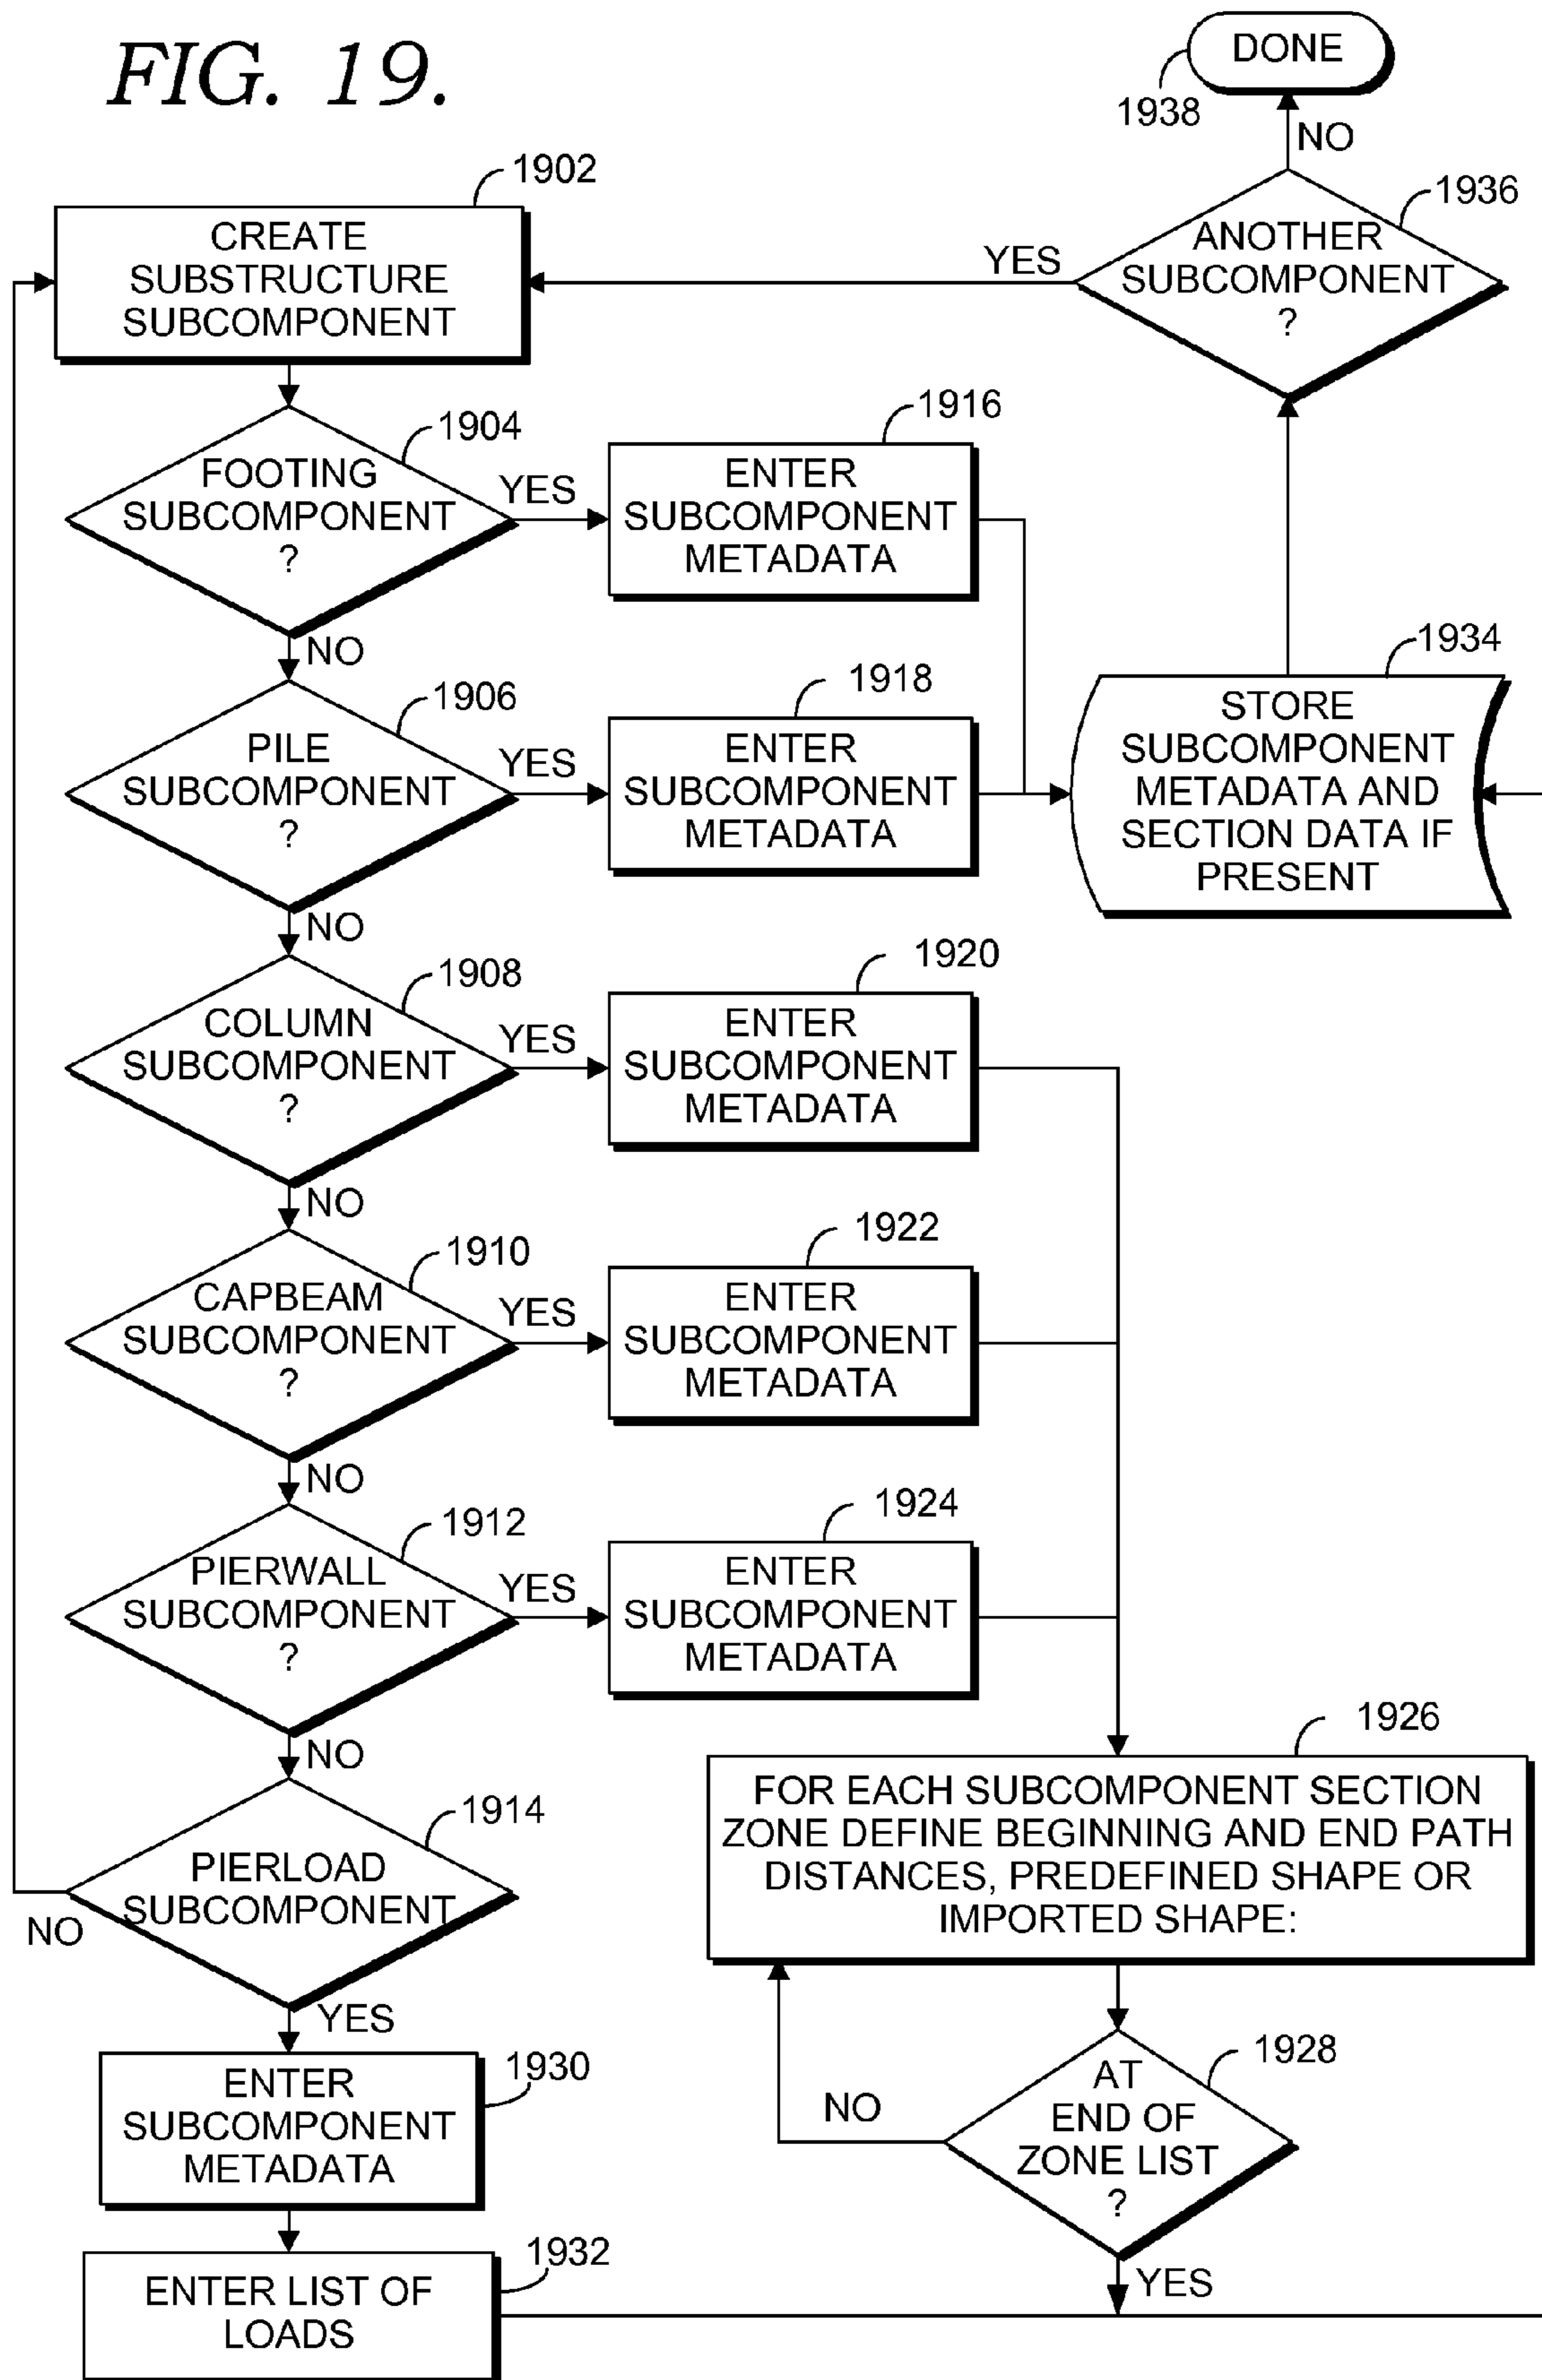 FIG. 19.
DONE
1938
NO
1902
CREATE
SUBSTRUCTURE
SUBCOMPONENT
YES
1936
ANOTHER
SUBCOMPONENT
?
1904
FOOTING
SUBCOMPONENT
?
YES
1916
ENTER
SUBCOMPONENT
METADATA
NO
1906
PILE
SUBCOMPONENT
?
YES
1918
ENTER
SUBCOMPONENT
METADATA
1934
STORE
SUBCOMPONENT
METADATA AND
SECTION DATA IF
PRESENT
NO
1908
COLUMN
SUBCOMPONENT
?
YES
1920
ENTER
SUBCOMPONENT
METADATA
NO
1910
CAPBEAM
SUBCOMPONENT
?
YES
1922
ENTER
SUBCOMPONENT
METADATA
NO
1912
PIERWALL
SUBCOMPONENT
?
YES
1924
ENTER
SUBCOMPONENT
METADATA
NO
1914
PIERLOAD
SUBCOMPONENT
NO
YES
1926
FOR EACH SUBCOMPONENT SECTION
ZONE DEFINE BEGINNING AND END PATH
DISTANCES, PREDEFINED SHAPE OR
IMPORTED SHAPE:
1930
ENTER
SUBCOMPONENT
METADATA
1928
AT
END OF
ZONE LIST
?
NO
YES
1932
ENTER LIST OF
LOADS